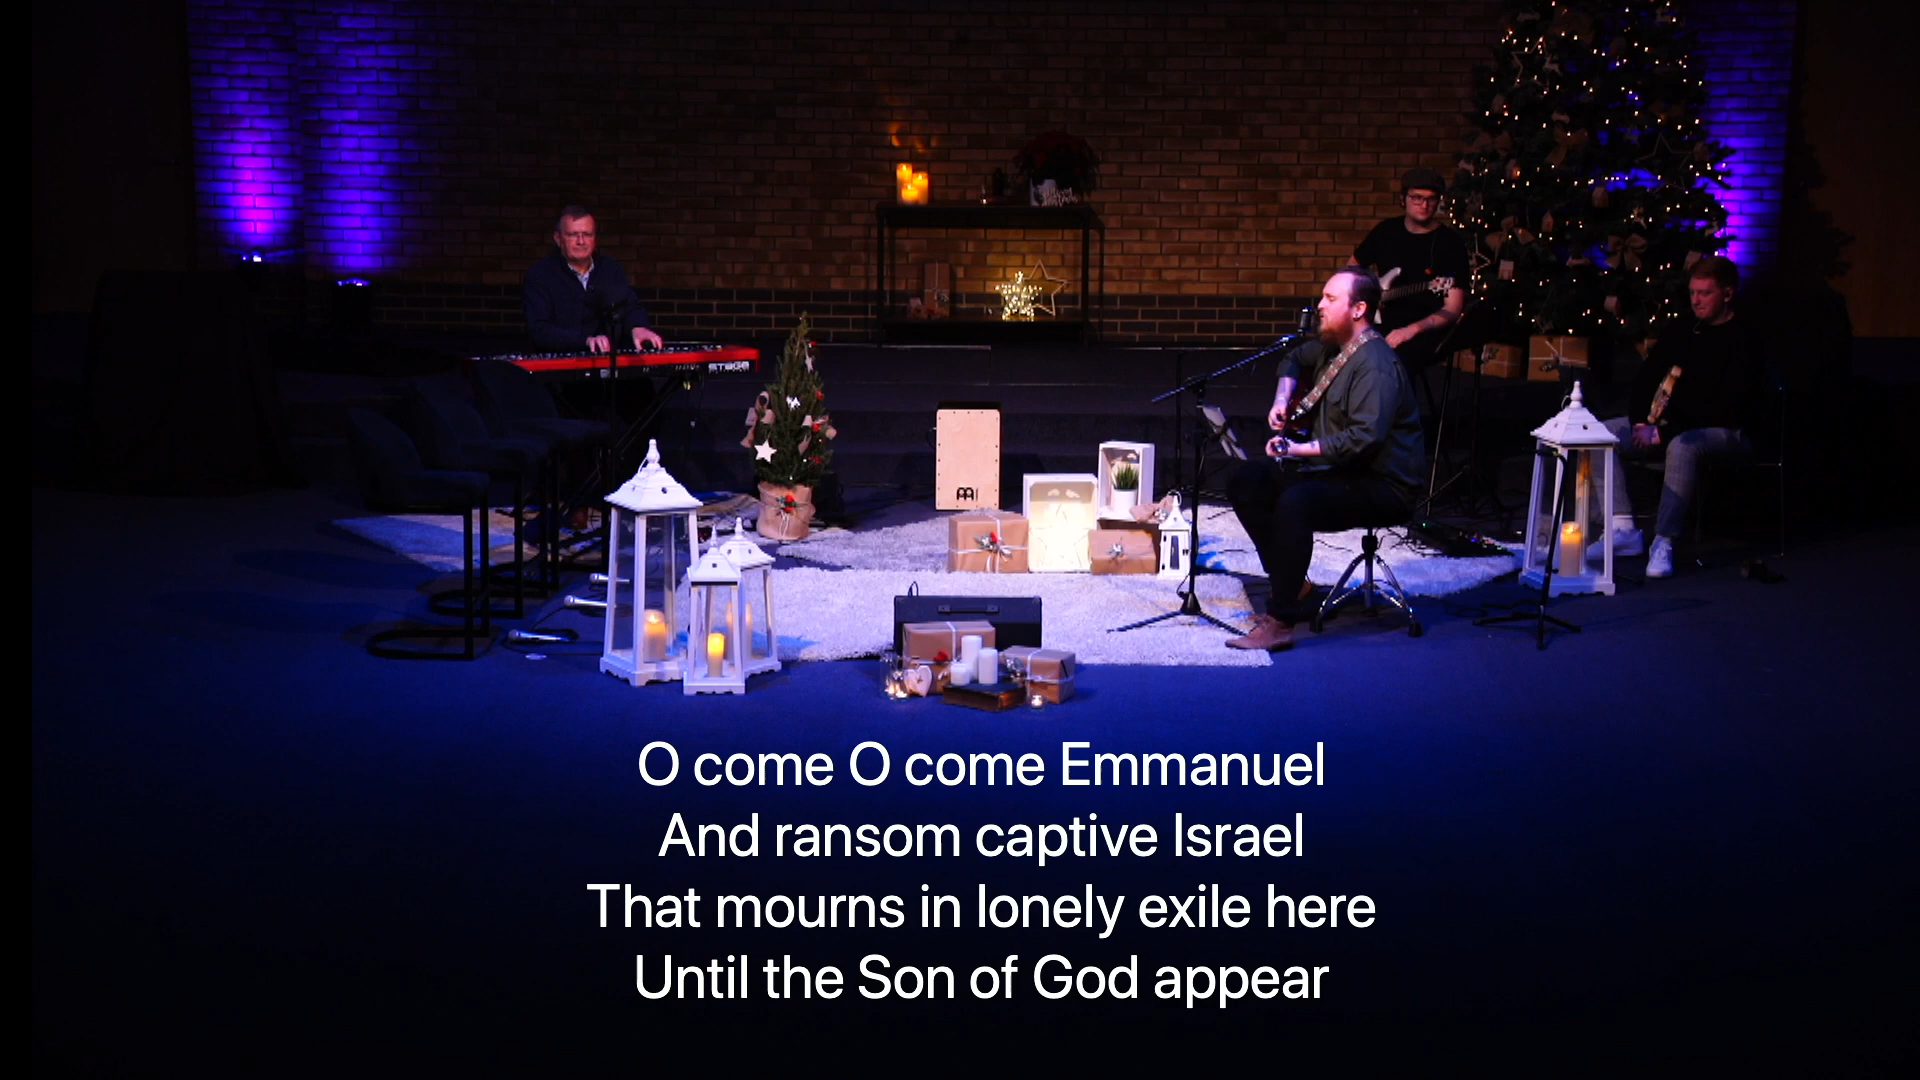 STAGE
O come O come Emmanuel
And ransom captive Israel
That mourns in lonely exile here
Until the Son of God appear